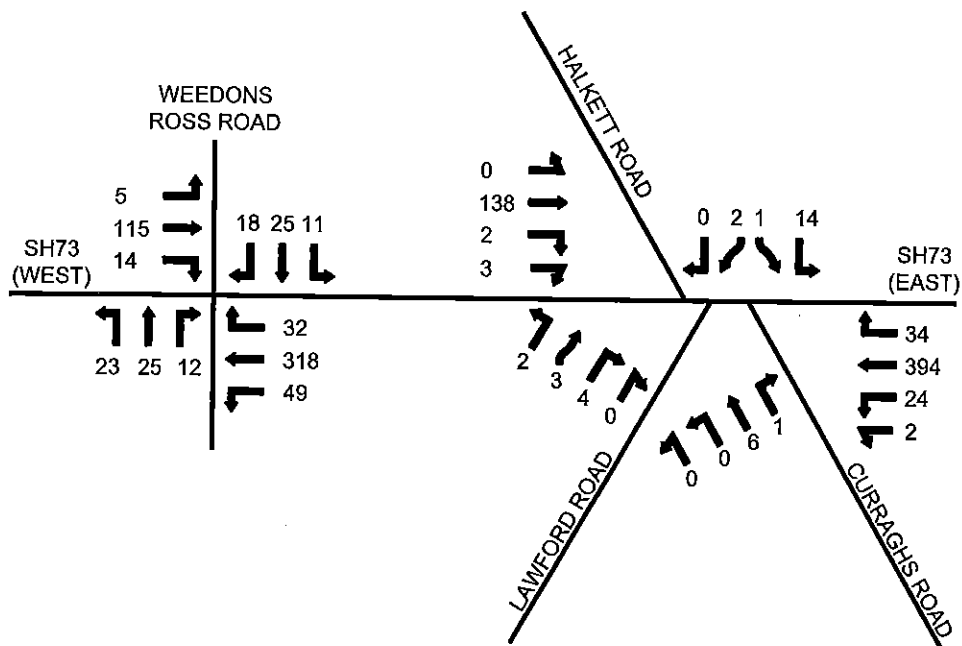 WEEDONS
ROSS ROAD
HALKETT ROAD
0
5
138
115
18 25 11
0 2 1 14
2
SH73
(WEST)
14
3
SH73
(EAST)
32
34
23 25 12
318
2
3
4
0
394
49
24
1
6
0
0
2
LAWFORD ROAD
CURRAGHS ROAD